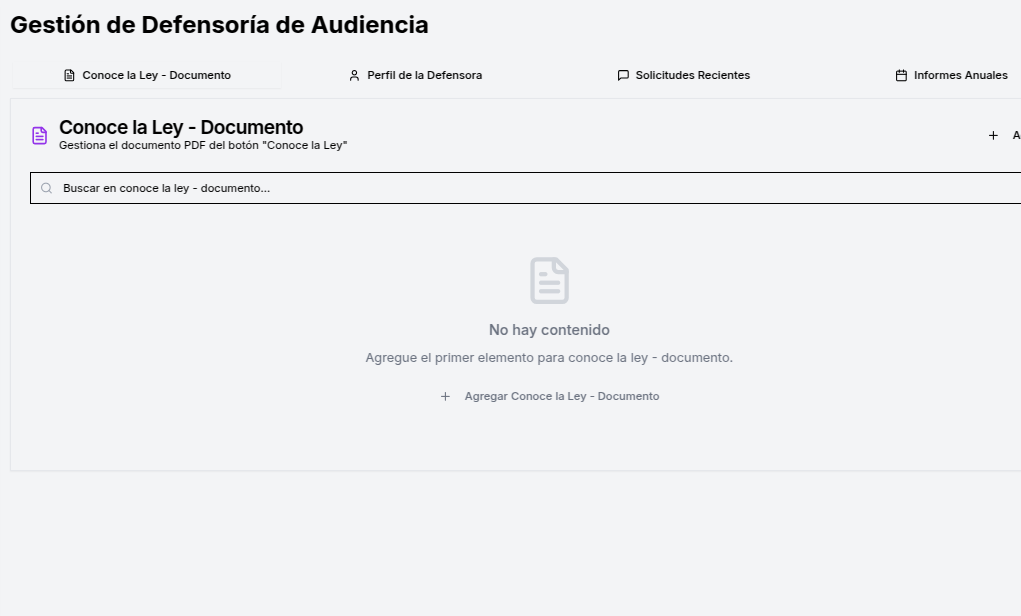 Gestión de Defensoría de Audiencia
Conoce la Ley - Documento
Perfil de la Defensora
Solicitudes Recientes
Informes Anuales
Conoce la Ley - Documento
Gestiona el documento PDF del botón "Conoce la Ley"
Buscar en conoce la ley - documento...
No hay contenido
Agregue el primer elemento para conoce la ley - documento.
Agregar Conoce la Ley - Documento